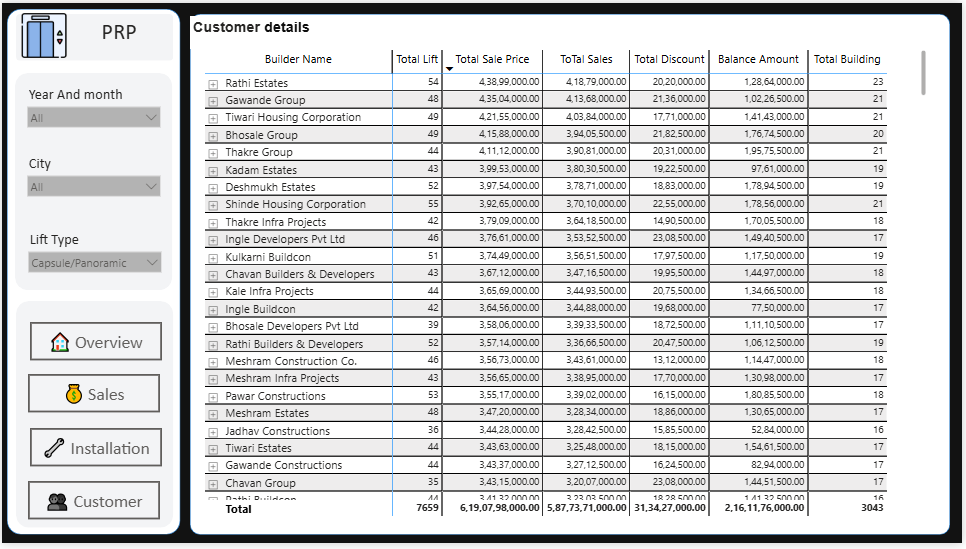 PRP
Year And month
All
City
All
Lift Type
Capsule/Panoramic
Overview
Sales
Installation
Customer
Customer details
Builder Name Total Lift Total Sale Price ToTal Sales Total Discount Balance Amount Total Building
Rathi Estates 54 4,38,99,000.00 4,18,79,000.00 20,20,000.00 1,28,64,000.00 23
Gawande Group 48 4,35,04,000.00 4,13,68,000.00 21,36,000.00 1,02,26,500.00 21
Tiwari Housing Corporation 49 4,21,55,000.00 4,03,84,000.00 17,71,000.00 1,41,43,000.00 21
Bhosale Group 49 4,15,88,000.00 3,94,05,500.00 21,82,500.00 1,76,74,500.00 20
Thakre Group 44 4,11,12,000.00 3,90,81,000.00 20,31,000.00 1,95,75,500.00 21
Kadam Estates 43 3,99,53,000.00 3,80,30,500.00 19,22,500.00 97,61,000.00 19
Deshmukh Estates 52 3,97,54,000.00 3,78,71,000.00 18,83,000.00 1,78,94,500.00 19
Shinde Housing Corporation 55 3,92,65,000.00 3,70,10,000.00 22,55,000.00 1,78,56,000.00 21
Thakre Infra Projects 42 3,79,09,000.00 3,64,18,500.00 14,90,500.00 1,70,05,500.00 18
Ingle Developers Pvt Ltd 46 3,76,61,000.00 3,53,52,500.00 23,08,500.00 1,49,40,500.00 17
Kulkarni Buildcon 51 3,74,49,000.00 3,56,51,500.00 17,97,500.00 1,17,50,000.00 19
Chavan Builders & Developers 43 3,67,12,000.00 3,47,16,500.00 19,95,500.00 1,44,97,000.00 18
Kale Infra Projects 44 3,65,69,000.00 3,44,93,500.00 20,75,500.00 1,34,66,500.00 18
Ingle Buildcon 42 3,64,56,000.00 3,44,88,000.00 19,68,000.00 77,50,000.00 17
Bhosale Developers Pvt Ltd 39 3,58,06,000.00 3,39,33,500.00 18,72,500.00 1,11,10,500.00 17
Rathi Builders & Developers 52 3,57,14,000.00 3,36,66,500.00 20,47,500.00 1,06,12,500.00 19
Meshram Construction Co. 46 3,56,73,000.00 3,43,61,000.00 13,12,000.00 1,14,47,000.00 18
Meshram Infra Projects 43 3,56,65,000.00 3,38,95,000.00 17,70,000.00 1,30,98,000.00 17
Pawar Constructions 53 3,55,17,000.00 3,39,02,000.00 16,15,000.00 1,80,85,500.00 18
Meshram Estates 48 3,47,20,000.00 3,28,34,000.00 18,86,000.00 1,30,65,000.00 17
Jadhav Constructions 36 3,44,28,000.00 3,28,42,500.00 15,85,500.00 52,84,000.00 16
Tiwari Estates 44 3,43,63,000.00 3,25,48,000.00 18,15,000.00 1,54,61,500.00 17
Gawande Constructions 44 3,43,37,000.00 3,27,12,500.00 16,24,500.00 82,94,000.00 17
Chavan Group 35 3,43,15,000.00 3,20,07,000.00 23,08,000.00 1,44,51,500.00 17
Rathi Buildcon 44 3,41,32,000.00 3,23,03,500.00 18,28,500.00 1,41,32,500.00 16
Total 7659 6,19,07,98,000.00 5,87,73,71,000.00 31,34,27,000.00 2,16,11,76,000.00 3043